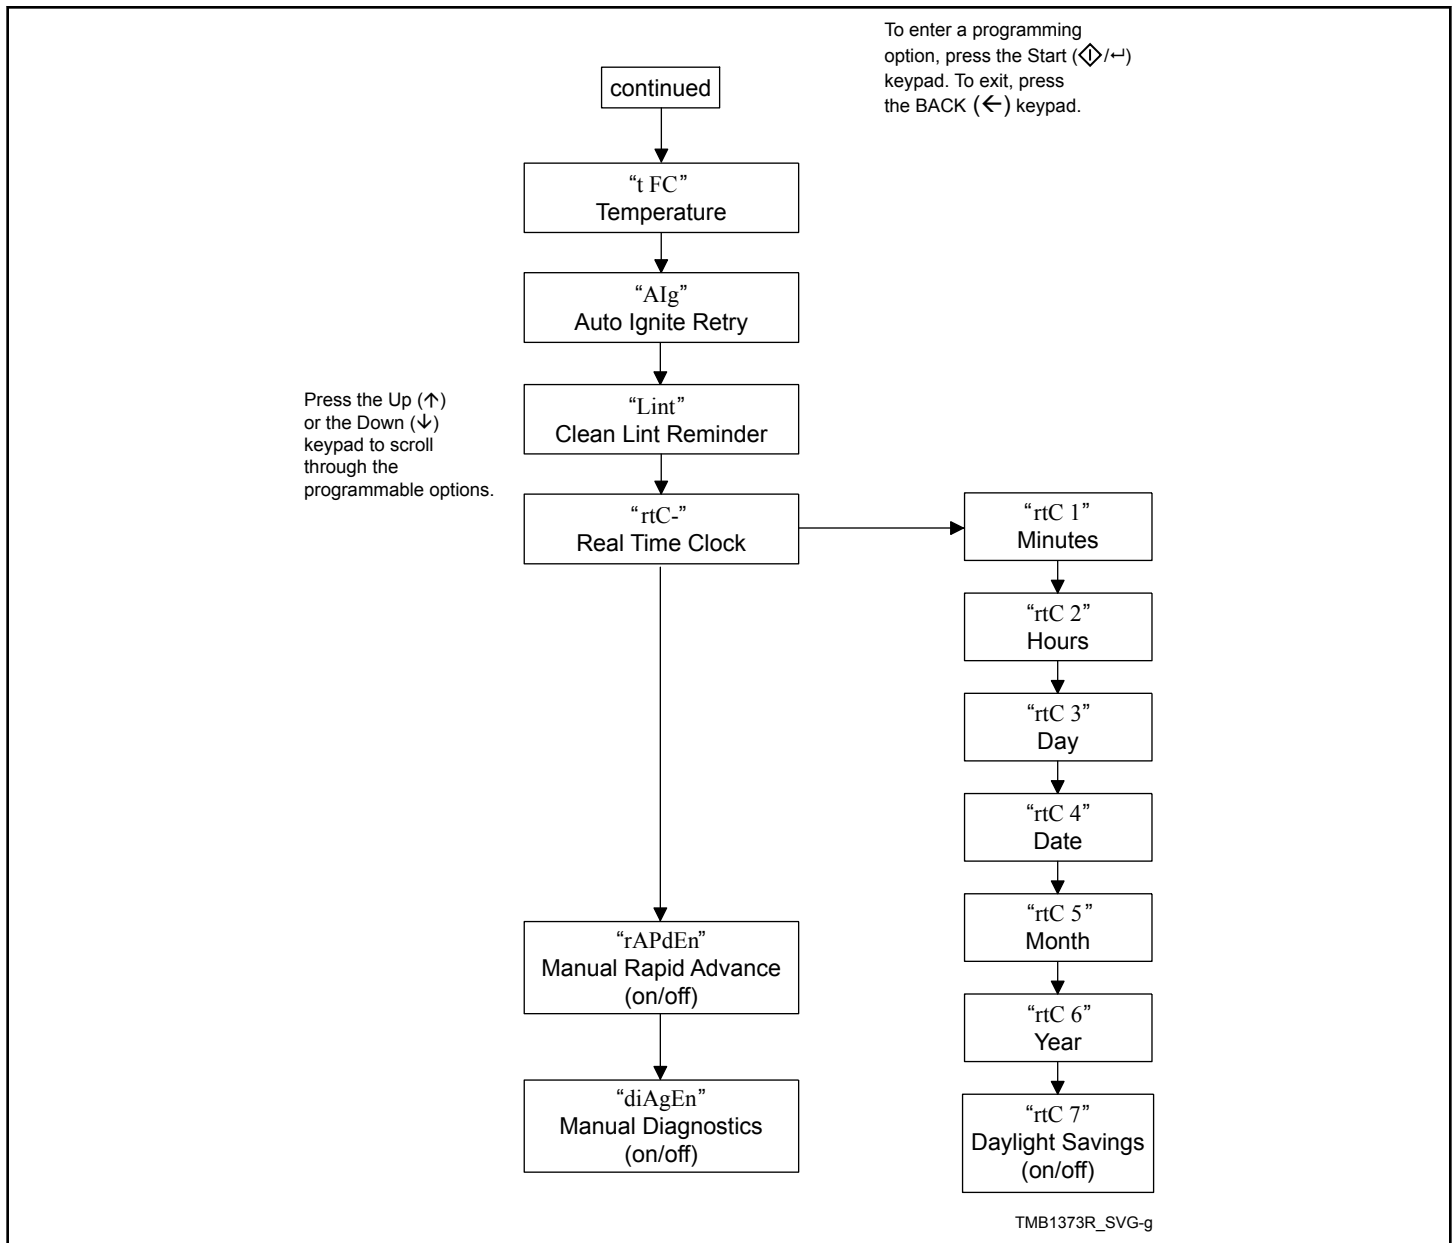 To enter a programming
option, press the Start (/↵)
keypad. To exit, press
the BACK (←) keypad.
continued
“t FC”
Temperature
“AIg”
Auto Ignite Retry
Press the Up (↑)
or the Down (↓)
keypad to scroll
through the
programmable options.
“Lint”
Clean Lint Reminder
“rtC-”
Real Time Clock
“rtC 1”
Minutes
“rtC 2”
Hours
“rtC 3”
Day
“rtC 4”
Date
“rtC 5”
Month
“rtC 6”
Year
“rtC 7”
Daylight Savings
(on/off)
“rAPdEn”
Manual Rapid Advance
(on/off)
“diAgEn”
Manual Diagnostics
(on/off)
TMB1373R_SVG-g